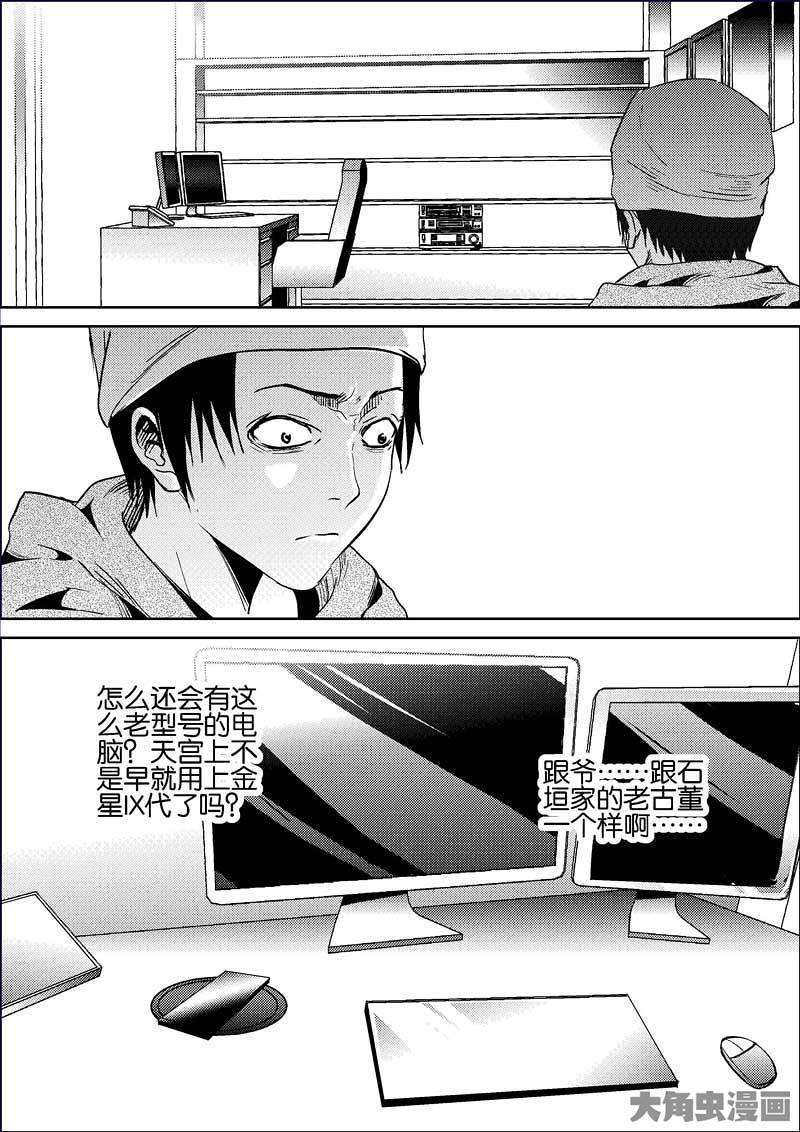 怎么还会有这
么老型号的电
脑？天宫上不
是早就用上金
星IX代了吗？
跟爷……跟石
垣家的老古董
一个样啊……
大角虫漫画